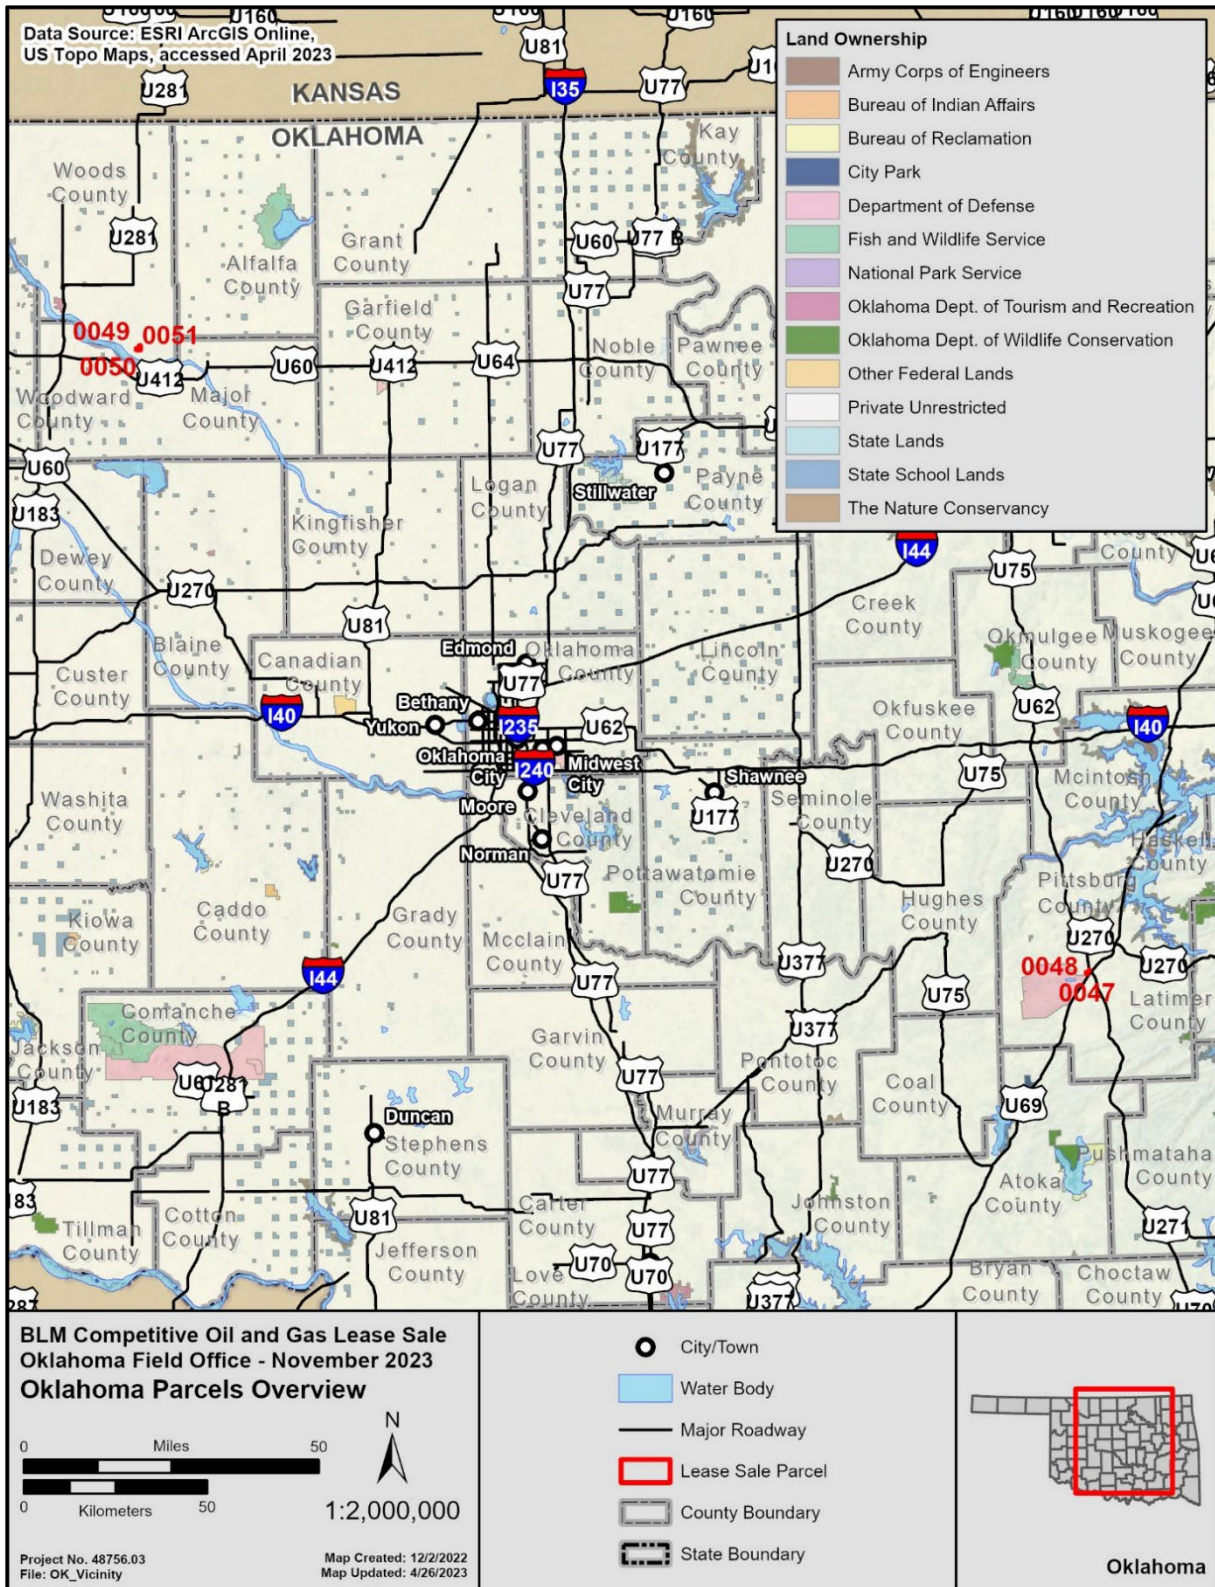 Data Source: ESRI ArcGIS Online,
US Topo Maps, accessed April 2023
KANSAS
OKLAHOMA
U160
U160
U160
U160
U81
I35
U77
U281
Land Ownership
Army Corps of Engineers
Bureau of Indian Affairs
Bureau of Reclamation
City Park
Department of Defense
Fish and Wildlife Service
National Park Service
Oklahoma Dept. of Tourism and Recreation
Oklahoma Dept. of Wildlife Conservation
Other Federal Lands
Private Unrestricted
State Lands
State School Lands
The Nature Conservancy
Woods
County
Kay
County
U281
Grant
County
Alfalfa
County
U60
U77 B
U77
Garfield
County
0049
0051
0050
U412
Woodward
County
Major
County
U60
U412
U64
Noble
County
Pawnee
County
U60
U183
U77
U177
Stillwater
Payne
County
Logan
County
Kingfisher
County
Dewey
County
U270
I44
U75
U81
Blaine
County
Creek
County
Okmulgee
County
Muskogee
County
Custer
County
Canadian
County
Edmond
Oklahoma
County
U77
Lincoln
County
I40
Bethany
Yukon
I235
U62
Okfuskee
County
U62
I40
Oklahoma
City
I240
Midwest
City
Moore
Shawnee
U177
U75
Mcintosh
County
Washita
County
Cleveland
County
Norman
Seminole
County
U270
Haskell
County
U77
Pottawatomie
County
Hughes
County
Pittsburg
County
Kiowa
County
Caddo
County
Grady
County
Mcclain
County
U270
U270
I44
U77
U377
U75
0048
0047
Latimer
County
Comanche
County
Jackson
County
Garvin
County
U377
Pontotoc
County
Coal
County
U183
U281
B
U77
U69
Duncan
Stephens
County
Murray
County
U77
Pushmataha
County
Atoka
County
U183
Tillman
County
Cotton
County
U81
Carter
County
U77
Johnston
County
U271
Jefferson
County
Love
County
U70
U70
U377
Bryan
County
Choctaw
County
BLM Competitive Oil and Gas Lease Sale
Oklahoma Field Office - November 2023
Oklahoma Parcels Overview
0 Miles 50
0 Kilometers 50
N
1:2,000,000
Project No. 48756.03
File: OK_Vicinity
Map Created: 12/2/2022
Map Updated: 4/26/2023
City/Town
Water Body
Major Roadway
Lease Sale Parcel
County Boundary
State Boundary
Oklahoma